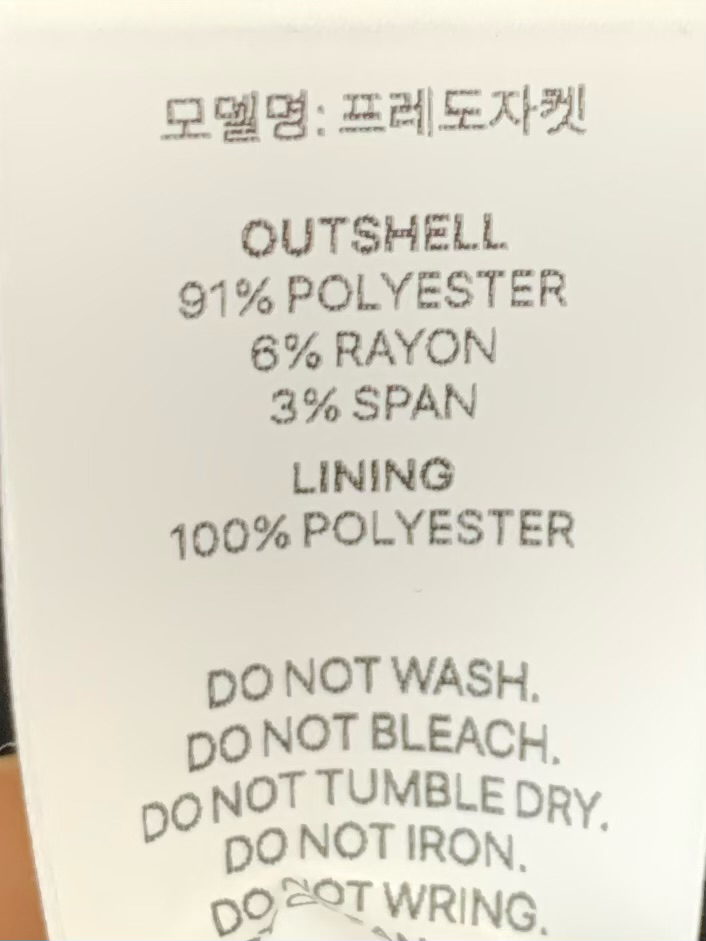 모델명: 프레도자켓
OUTSHELL
91% POLYESTER
6% RAYON
3% SPAN
LINING
100% POLYESTER
DO NOT WASH.
DO NOT BLEACH.
DO NOT TUMBLE DRY.
DO NOT IRON.
DO NOT WRING.